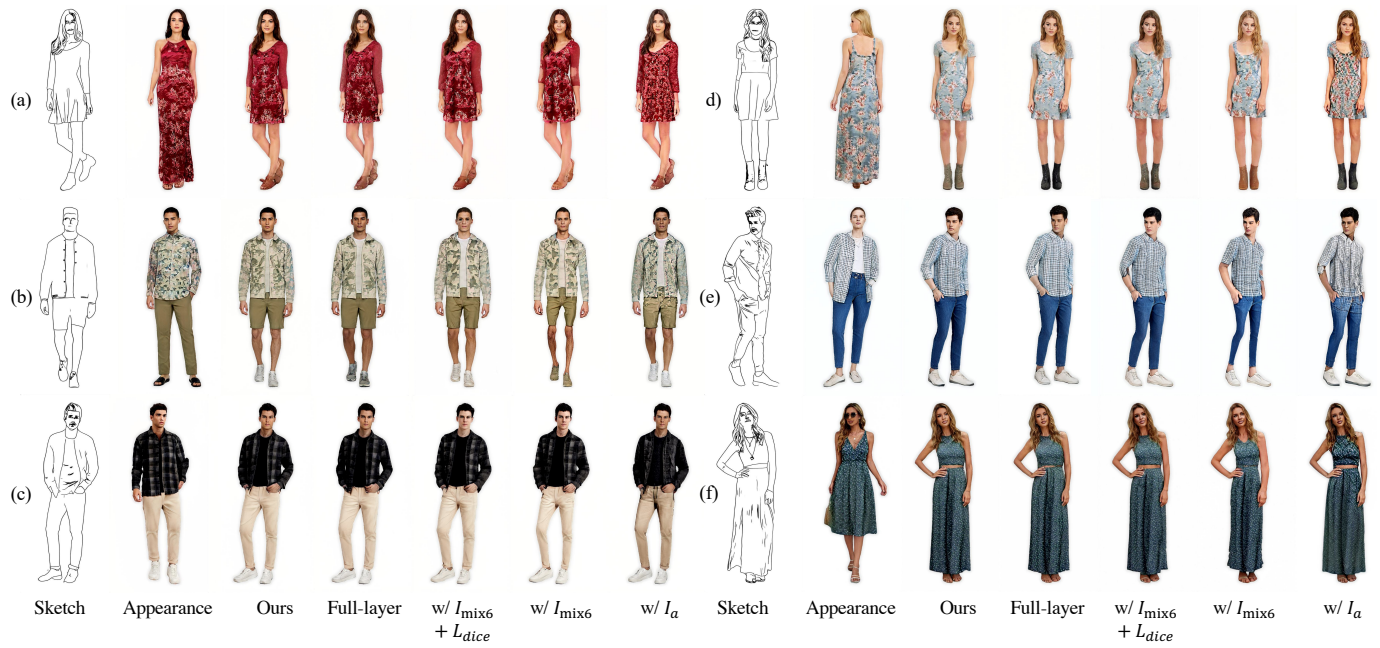 (a)
d)
(b)
(e)
(c)
(f)
Sketch Appearance Ours Full-layer w/ I_mix6 w/ I_mix6 w/ I_a Sketch Appearance Ours Full-layer w/ I_mix6 w/ I_mix6 w/ I_a
+ L_dice + L_dice